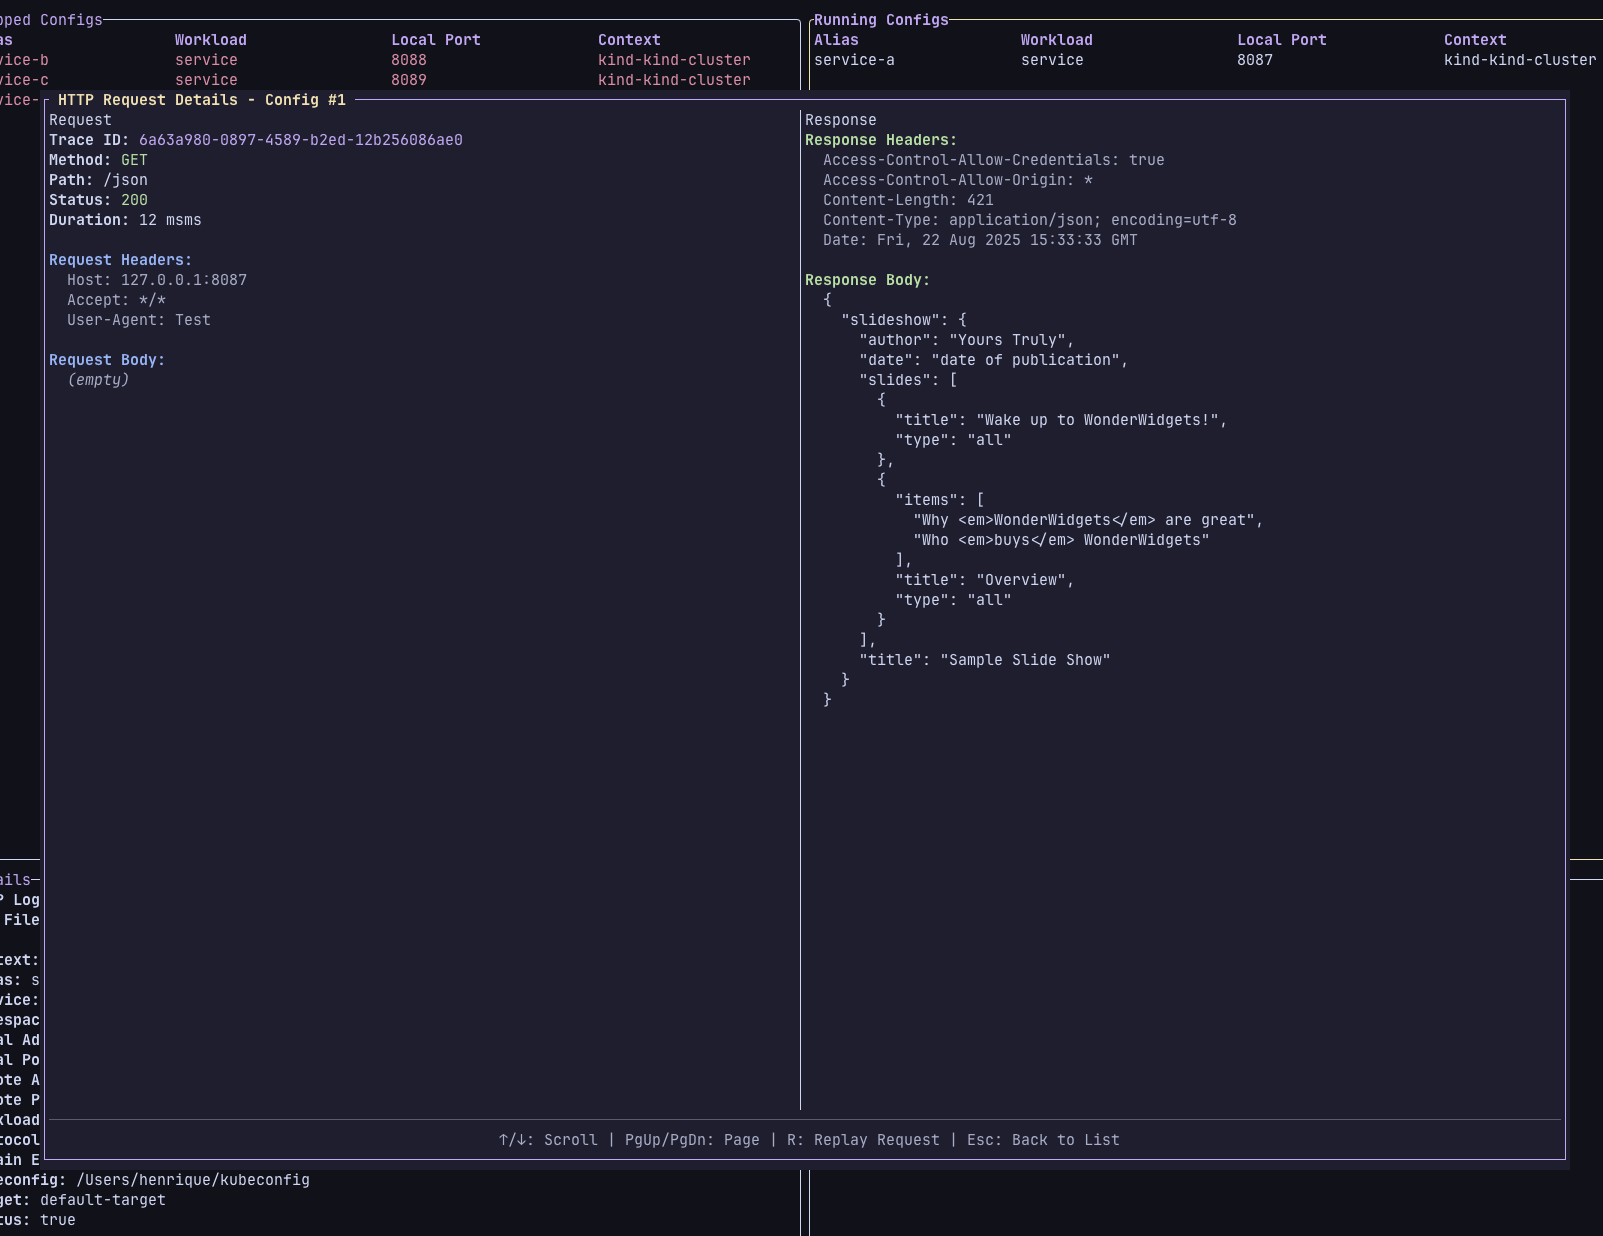 pped Configs
as Workload Local Port Context
vice-b service 8088 kind-kind-cluster
vice-c service 8089 kind-kind-cluster
vice-
Running Configs
Alias Workload Local Port Context
service-a service 8087 kind-kind-cluster
HTTP Request Details - Config #1
Request
Trace ID: 6a63a980-0897-4589-b2ed-12b256086ae0
Method: GET
Path: /json
Status: 200
Duration: 12 msms
Request Headers:
Host: 127.0.0.1:8087
Accept: */*
User-Agent: Test
Request Body:
(empty)
Response
Response Headers:
Access-Control-Allow-Credentials: true
Access-Control-Allow-Origin: *
Content-Length: 421
Content-Type: application/json; encoding=utf-8
Date: Fri, 22 Aug 2025 15:33:33 GMT
Response Body:
{
"slideshow": {
"author": "Yours Truly",
"date": "date of publication",
"slides": [
{
"title": "Wake up to WonderWidgets!",
"type": "all"
},
{
"items": [
"Why <em>WonderWidgets</em> are great",
"Who <em>buys</em> WonderWidgets"
],
"title": "Overview",
"type": "all"
}
],
"title": "Sample Slide Show"
}
}
↑/↓: Scroll | PgUp/PgDn: Page | R: Replay Request | Esc: Back to List
ails
P Log
File
text:
as: s
vice:
espac
al Ad
al Po
ote A
ote P
kload
tocol
ain E
econfig: /Users/henrique/kubeconfig
get: default-target
tus: true